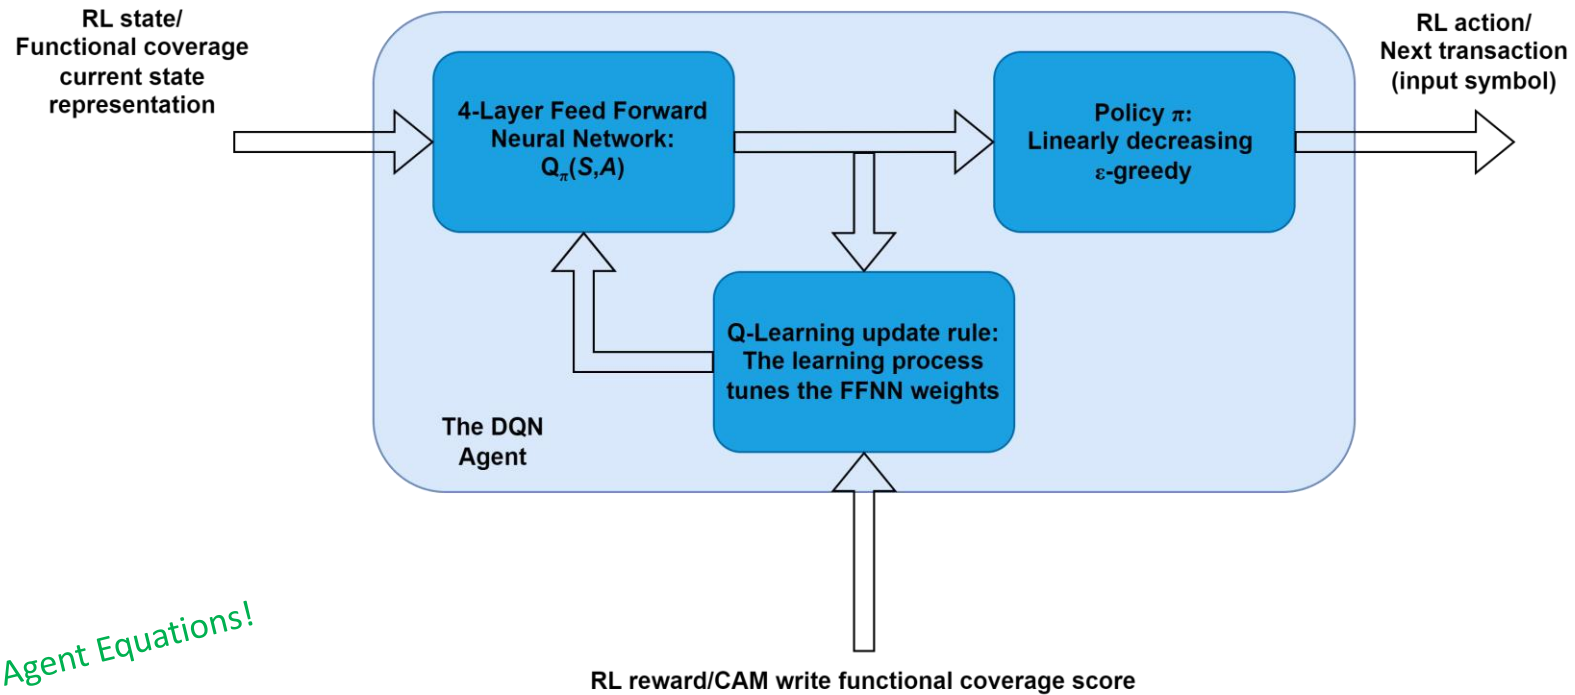 RL state/
Functional coverage
current state
representation
4-Layer Feed Forward
Neural Network:
Qπ(S,A)
Policy π:
Linearly decreasing
ε-greedy
RL action/
Next transaction
(input symbol)
Q-Learning update rule:
The learning process
tunes the FFNN weights
The DQN
Agent
Agent Equations!
RL reward/CAM write functional coverage score